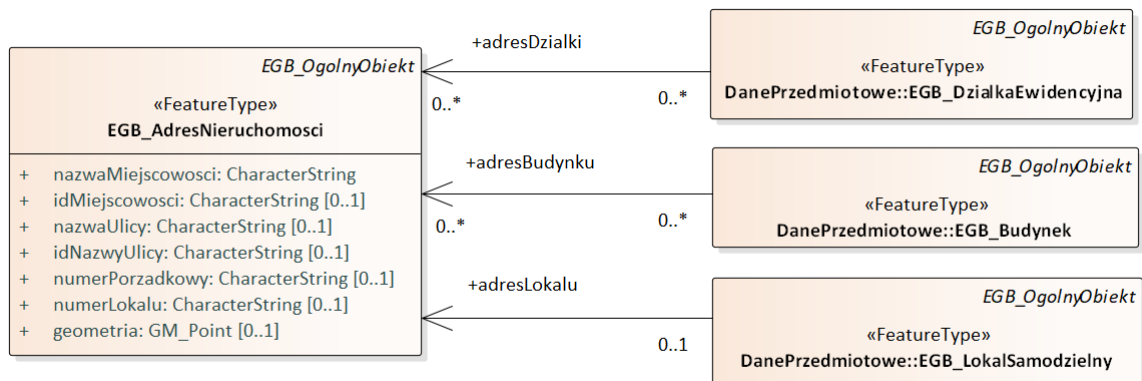 EGB_OgolnyObiekt
«FeatureType»
EGB_AdresNieruchomosci
+ nazwaMiejscowosci: CharacterString
+ idMiejscowosci: CharacterString [0..1]
+ nazwaUlicy: CharacterString [0..1]
+ idNazwyUlicy: CharacterString [0..1]
+ numerPorzadkowy: CharacterString [0..1]
+ numerLokalu: CharacterString [0..1]
+ geometria: GM_Point [0..1]
+adresDzialki
0..* 0..*
+adresBudynku
0..* 0..*
+adresLokalu
0..1
EGB_OgolnyObiekt
«FeatureType»
DanePrzedmiotowe::EGB_DzialkaEwidencyjna
EGB_OgolnyObiekt
«FeatureType»
DanePrzedmiotowe::EGB_Budynek
EGB_OgolnyObiekt
«FeatureType»
DanePrzedmiotowe::EGB_LokalSamodzielny